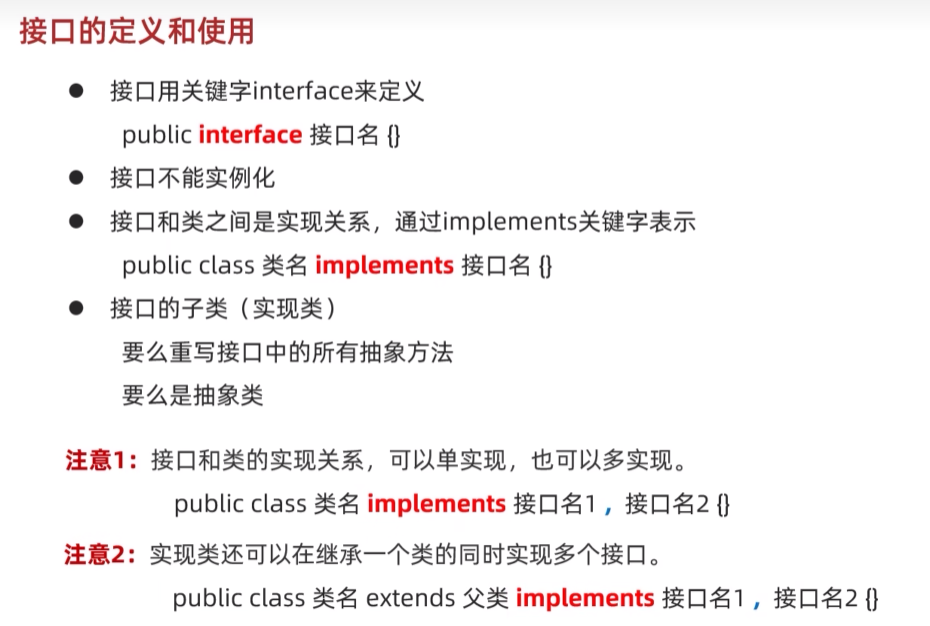 接口的定义和使用
● 接口用关键字interface来定义
public interface 接口名 {}
● 接口不能实例化
● 接口和类之间是实现关系，通过implements关键字表示
public class 类名 implements 接口名 {}
● 接口的子类（实现类）
要么重写接口中的所有抽象方法
要么是抽象类
注意1：接口和类的实现关系，可以单实现，也可以多实现。
public class 类名 implements 接口名1 ，接口名2 {}
注意2：实现类还可以在继承一个类的同时实现多个接口。
public class 类名 extends 父类 implements 接口名1 ，接口名2 {}